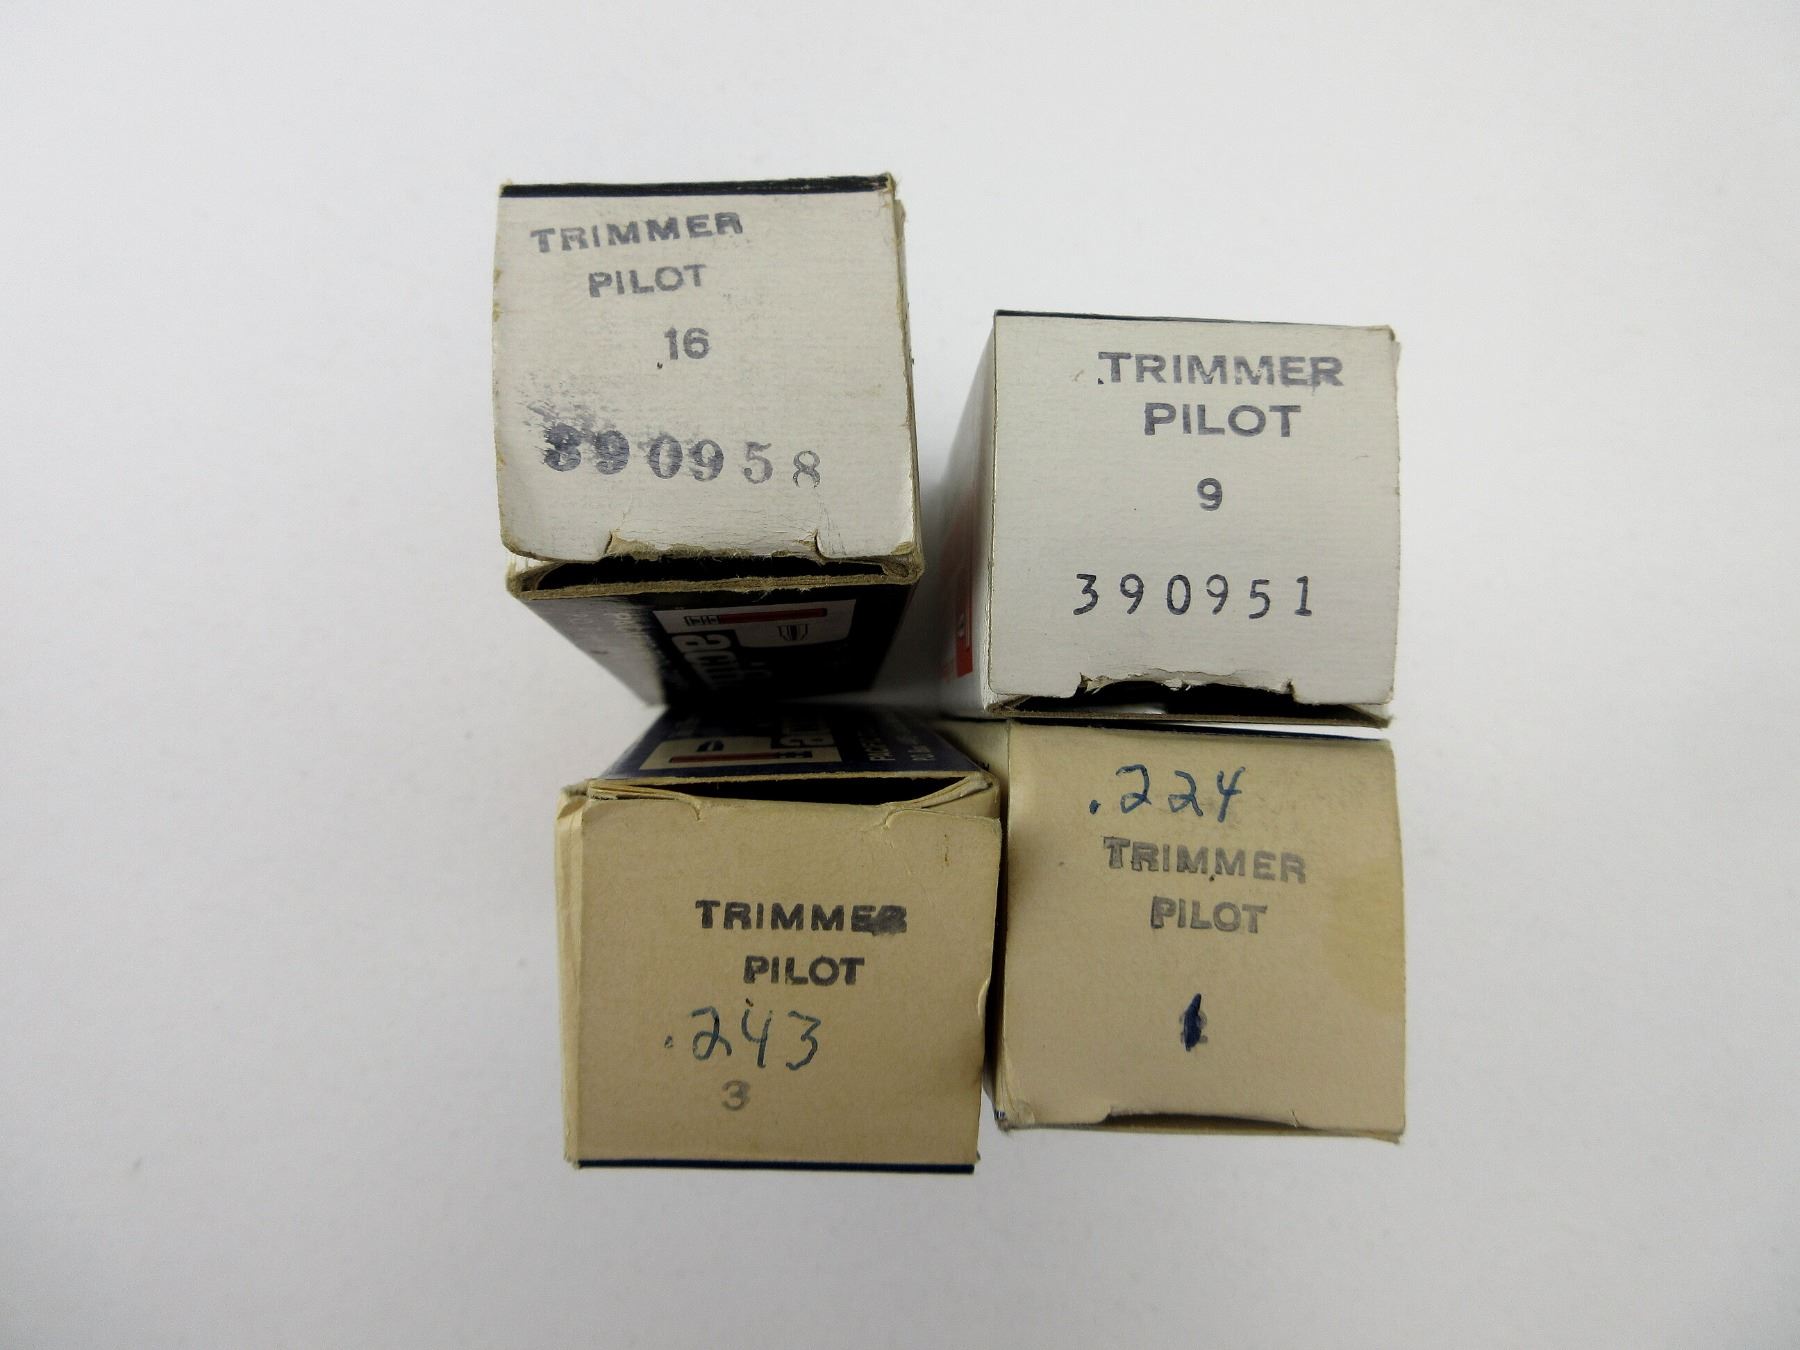 TRIMMER
PILOT
16
390958
TRIMMER
PILOT
9
390951
TRIMMER
PILOT
.243
3
.224
TRIMMER
PILOT